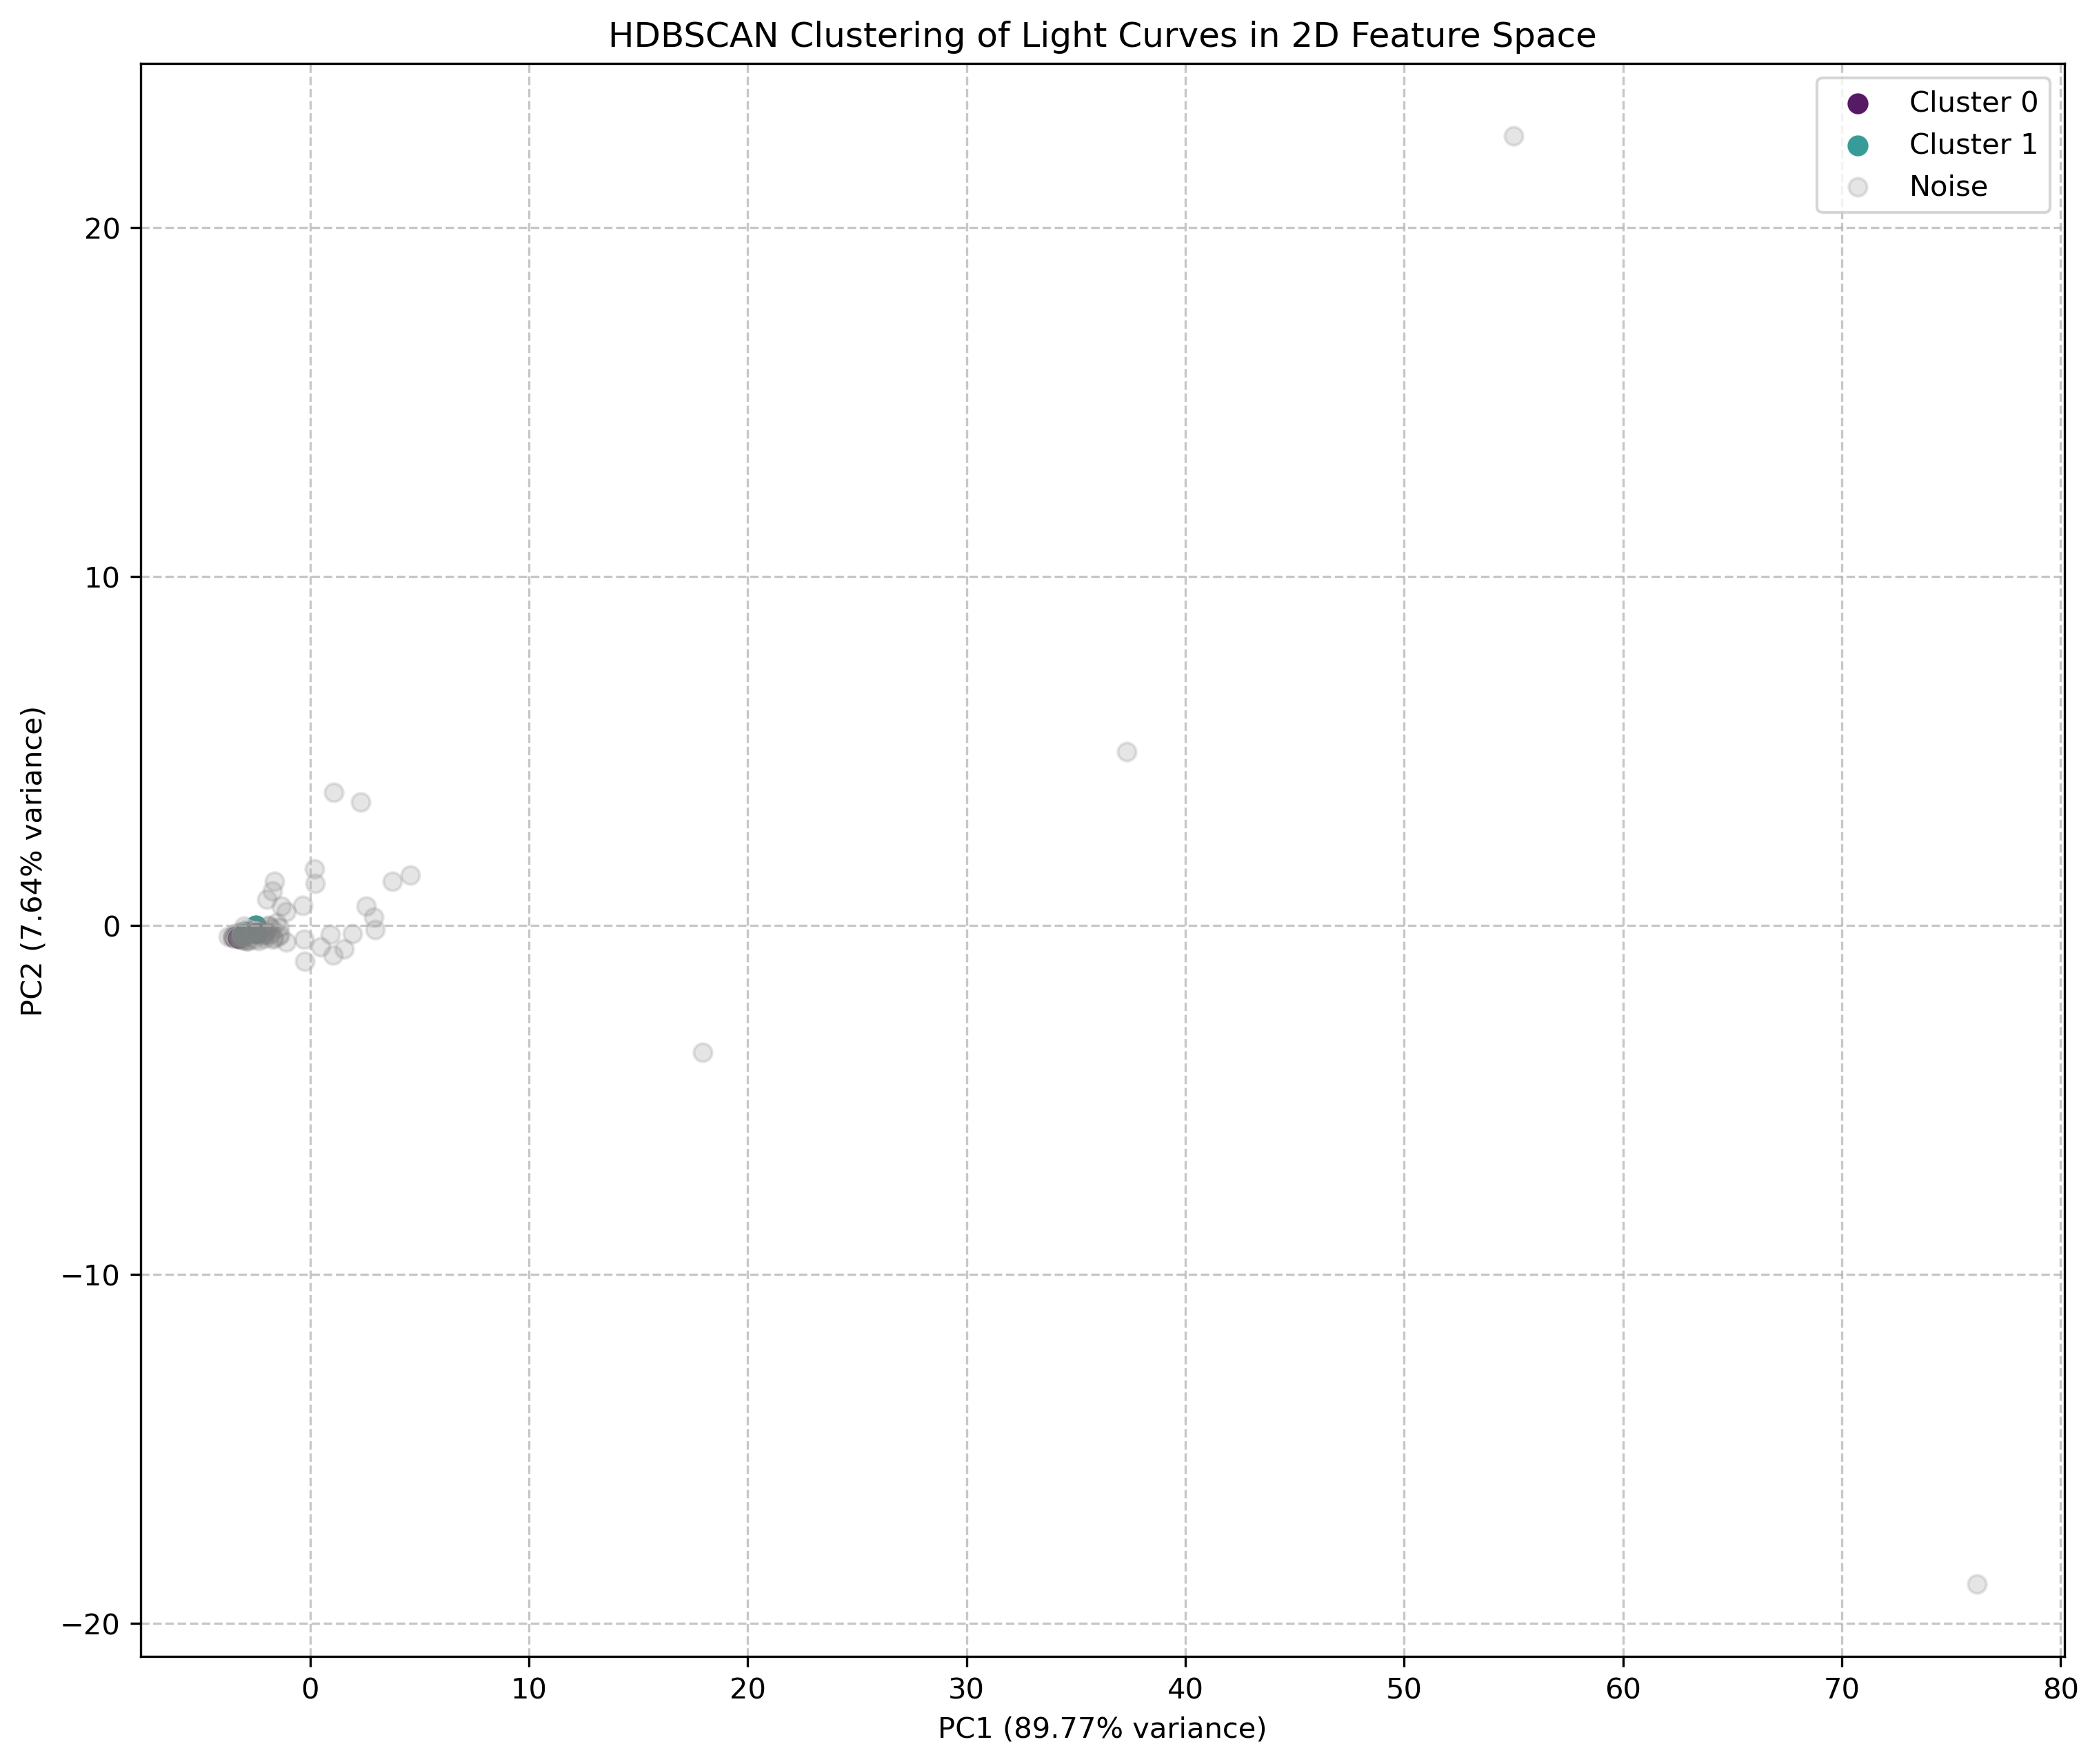 HDBSCAN Clustering of Light Curves in 2D Feature Space
Cluster 0
Cluster 1
Noise
20
10
0
−10
−20
PC2 (7.64% variance)
0 10 20 30 40 50 60 70 80
PC1 (89.77% variance)